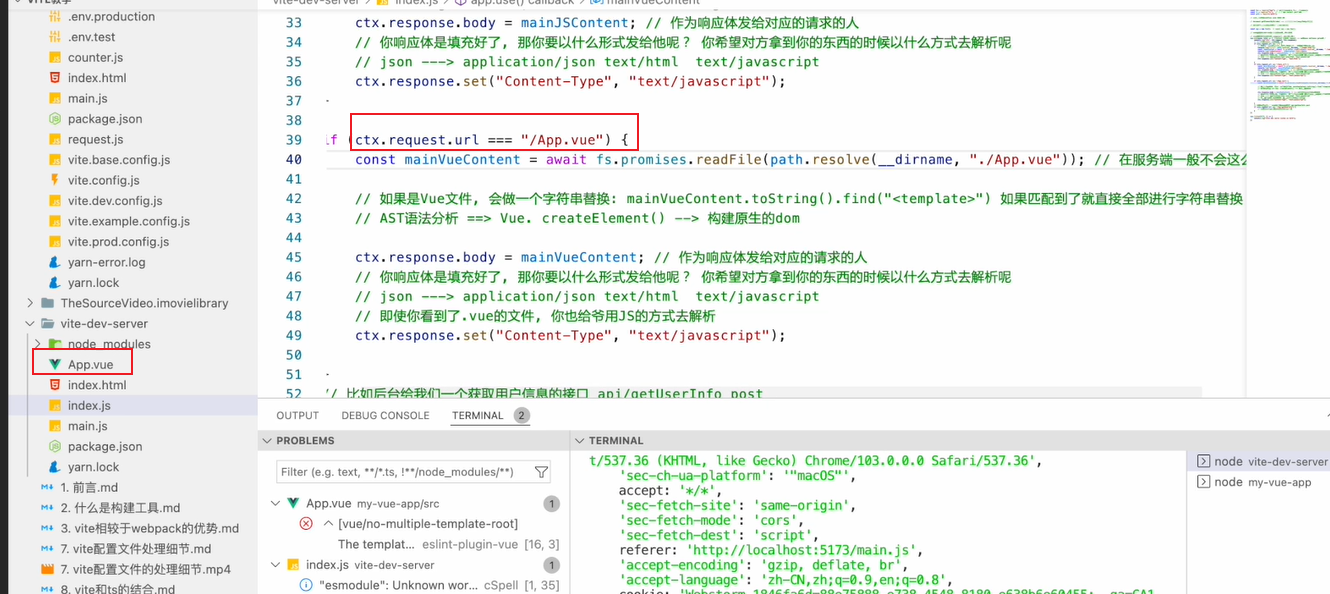 .env.production
.env.test
counter.js
index.html
main.js
package.json
request.js
vite.base.config.js
vite.config.js
vite.dev.config.js
vite.example.config.js
vite.prod.config.js
yarn-error.log
yarn.lock
TheSourceVideo.imovielibrary
vite-dev-server
node_modules
App.vue
index.html
index.js
main.js
package.json
yarn.lock
1. 前言.md
2. 什么是构建工具.md
3. vite相较于webpack的优势.md
7. vite配置文件处理细节.md
7. vite配置文件的处理细节.mp4
8. vite和ts的结合.md
33 ctx.response.body = mainJSContent; // 作为响应体发给对应的请求的人
34 // 你响应体是填充好了, 那你要以什么形式发给他呢？ 你希望对方拿到你的东西的时候以什么方式去解析呢
35 // json ---> application/json text/html  text/javascript
36 ctx.response.set("Content-Type", "text/javascript");
37
38
39 if (ctx.request.url === "/App.vue") {
40 const mainVueContent = await fs.promises.readFile(path.resolve(__dirname, "./App.vue")); // 在服务端一般不会这么
41
42 // 如果是Vue文件, 会做一个字符串替换: mainVueContent.toString().find("<template>") 如果匹配到了就直接全部进行字符串替换
43 // AST语法分析 ==> Vue. createElement() --> 构建原生的dom
44
45 ctx.response.body = mainVueContent; // 作为响应体发给对应的请求的人
46 // 你响应体是填充好了, 那你要以什么形式发给他呢？ 你希望对方拿到你的东西的时候以什么方式去解析呢
47 // json ---> application/json text/html  text/javascript
48 // 即使你看到了.vue的文件, 你也给爷用JS的方式去解析
49 ctx.response.set("Content-Type", "text/javascript");
50
51
52 // 比如后台给我们一个获取用户信息的接口 api/getUserInfo post
OUTPUT DEBUG CONSOLE TERMINAL 2
PROBLEMS
Filter (e.g. text, **/*.ts, !**/node_modules/**)
App.vue my-vue-app/src 1
[vue/no-multiple-template-root]
The templat... eslint-plugin-vue [16, 3]
index.js vite-dev-server 1
"esmodule": Unknown wor... cSpell [1, 35]
TERMINAL
t/537.36 (KHTML, like Gecko) Chrome/103.0.0.0 Safari/537.36',
'sec-ch-ua-platform': '"macOS"',
accept: '*/*',
'sec-fetch-site': 'same-origin',
'sec-fetch-mode': 'cors',
'sec-fetch-dest': 'script',
referer: 'http://localhost:5173/main.js',
'accept-encoding': 'gzip, deflate, br',
'accept-language': 'zh-CN,zh;q=0.9,en;q=0.8',
node vite-dev-server
node my-vue-app